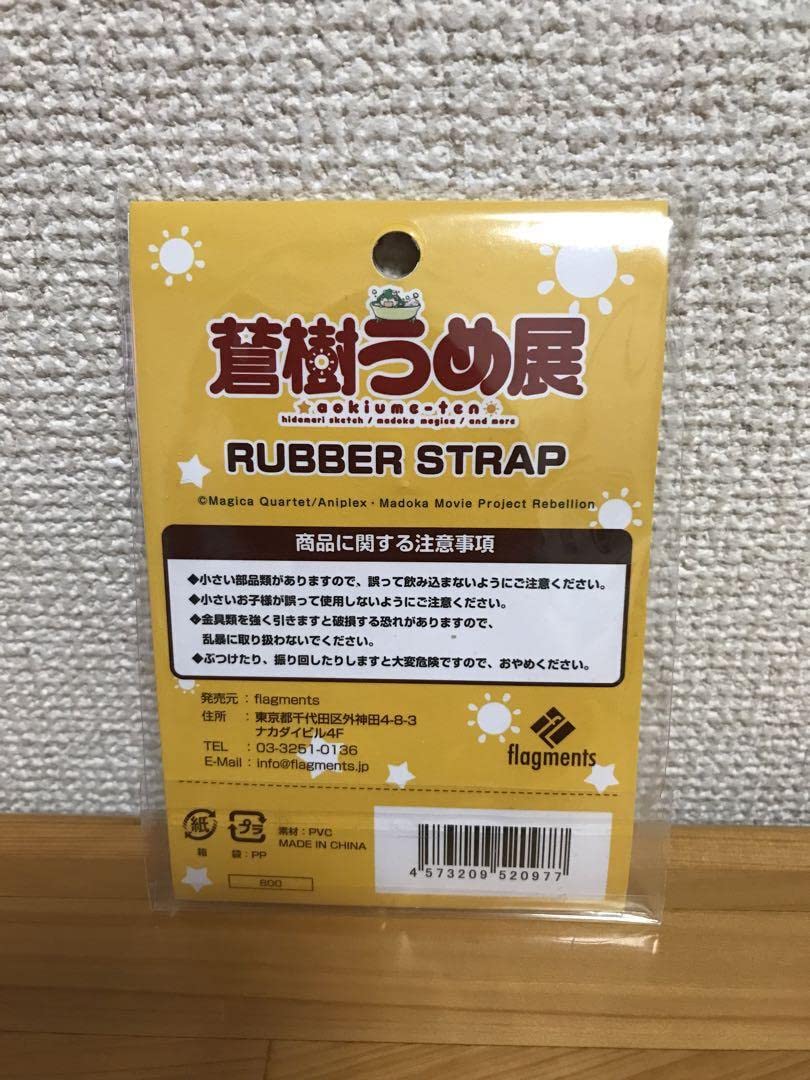 蒼樹うめ展
aokiume-ten
hidamari sketch / madoka magica / and more
RUBBER STRAP
©Magica Quartet/Aniplex・Madoka Movie Project Rebellion
商品に関する注意事項
◆小さい部品類がありますので、誤って飲み込まないようにご注意ください。
◆小さいお子様が誤って使用しないようにご注意ください。
◆金具類を強く引きますと破損する恐れがありますので、
乱暴に取り扱わないでください。
◆ぶつけたり、振り回したりしますと大変危険ですので、おやめください。
発売元：flagments
住所：東京都千代田区外神田4-8-3
ナカダイビル4F
TEL：03-3251-0136
E-Mail：info@flagments.jp
flagments
紙 プラ 素材：PVC
MADE IN CHINA
箱 袋：PP
800
4 573209 520977